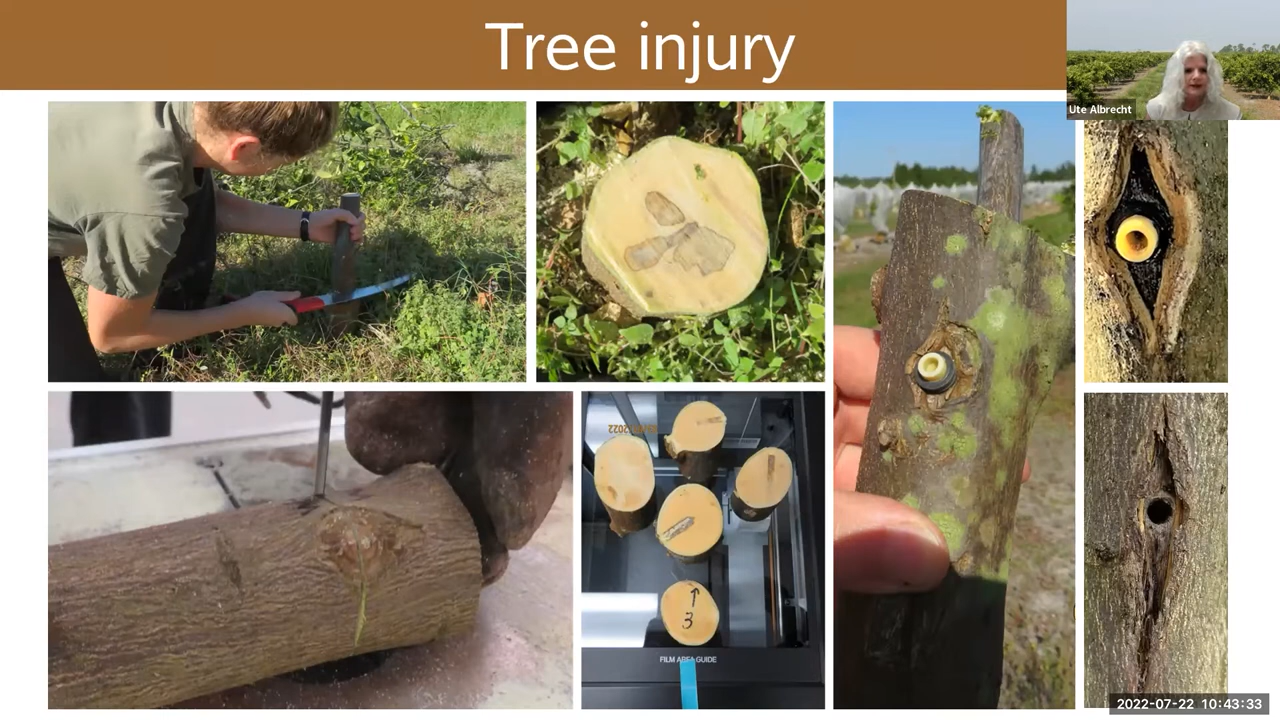 Tree injury
Ute Albrecht
3
FILM AREA GUIDE
2022-07-22 10:43:33